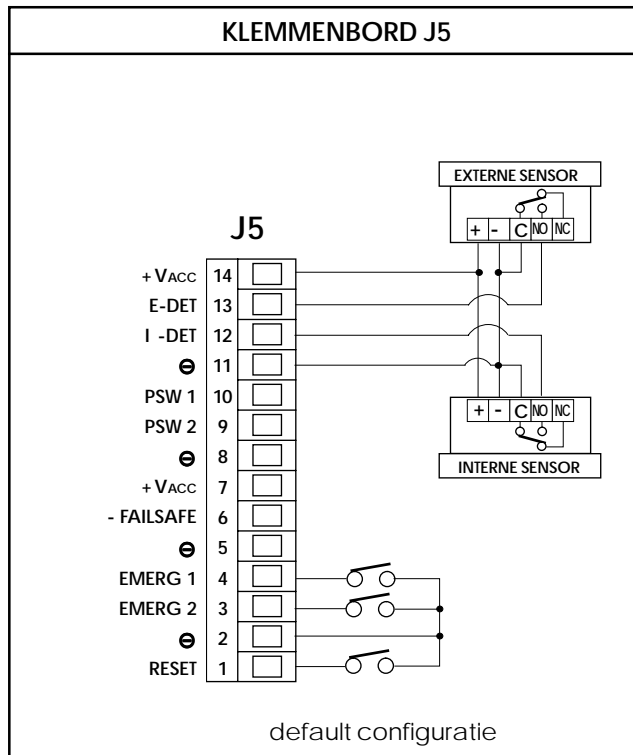 KLEMMENBORD J5
EXTERNE SENSOR
+ - C NO NC
J5
+VACC 14
E-DET 13
I -DET 12
⊖ 11
PSW 1 10
PSW 2 9
⊖ 8
+VACC 7
- FAILSAFE 6
⊖ 5
EMERG 1 4
EMERG 2 3
⊖ 2
RESET 1
+ - C NO NC
INTERNE SENSOR
default configuratie